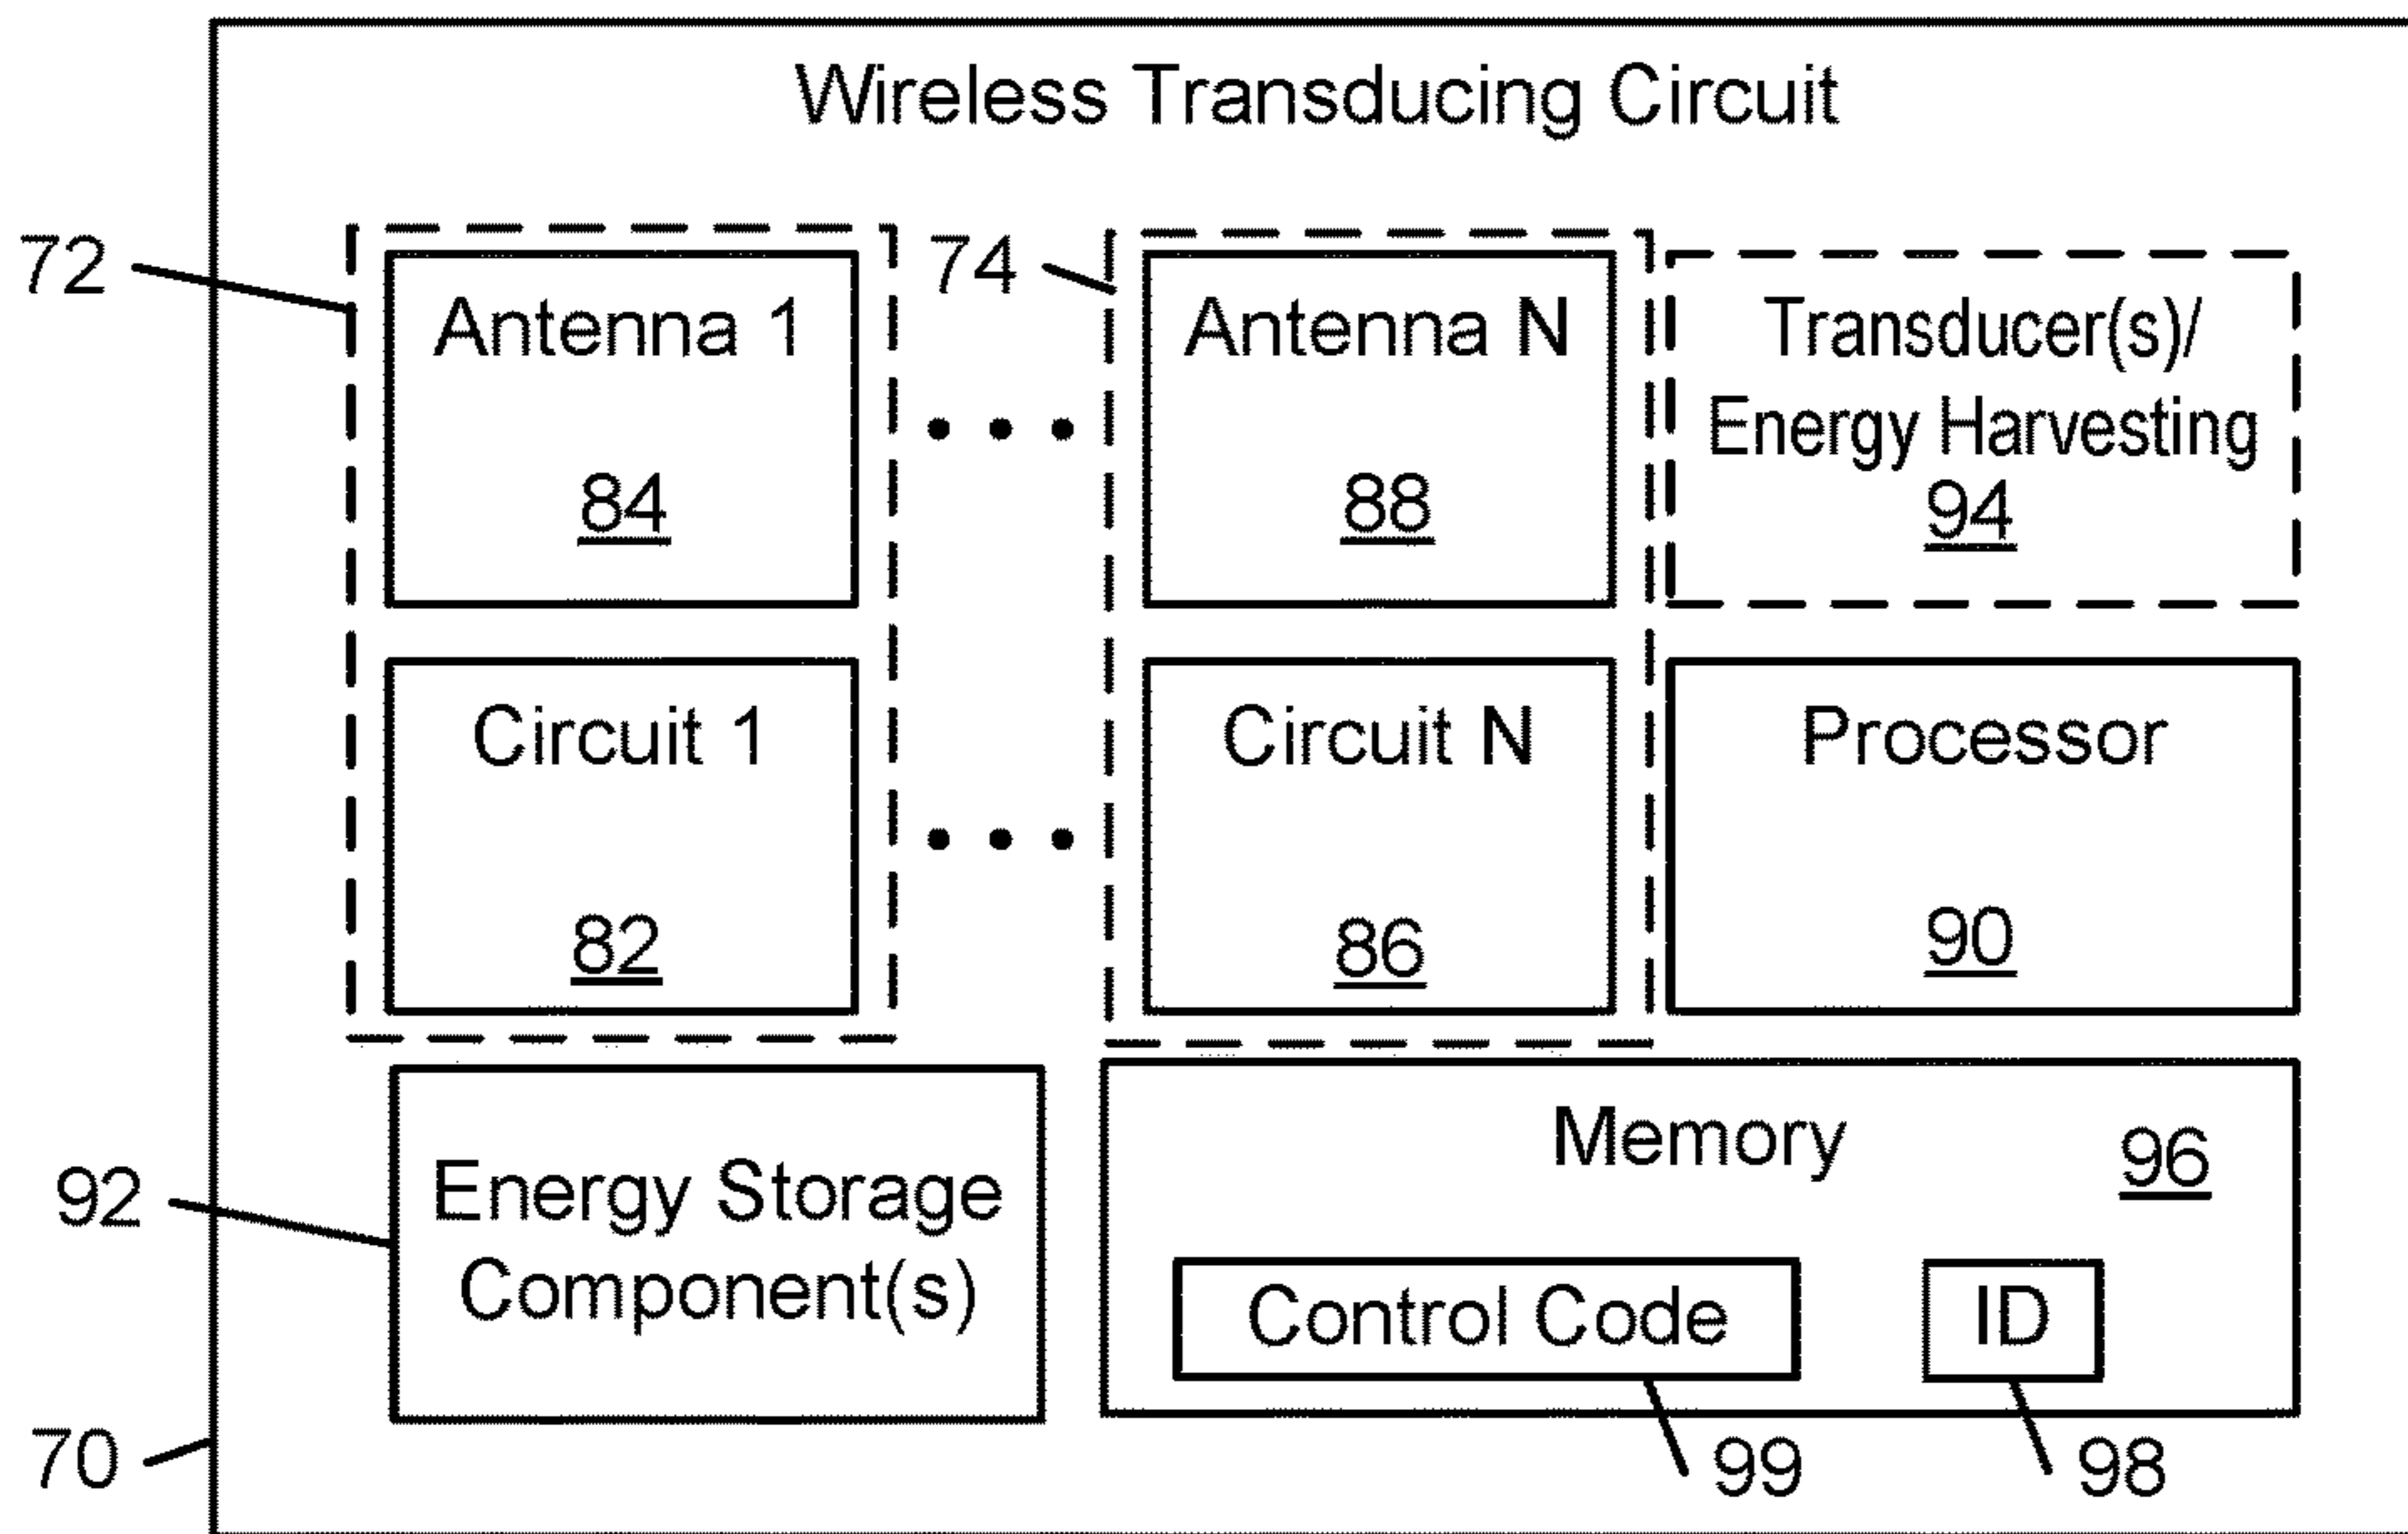 Wireless Transducing Circuit
72
Antenna 1
84
74
Antenna N
88
Transducer(s)/
Energy Harvesting
94
Circuit 1
82
Circuit N
86
Processor
90
92
Energy Storage
Component(s)
Memory
96
Control Code
ID
70
99
98